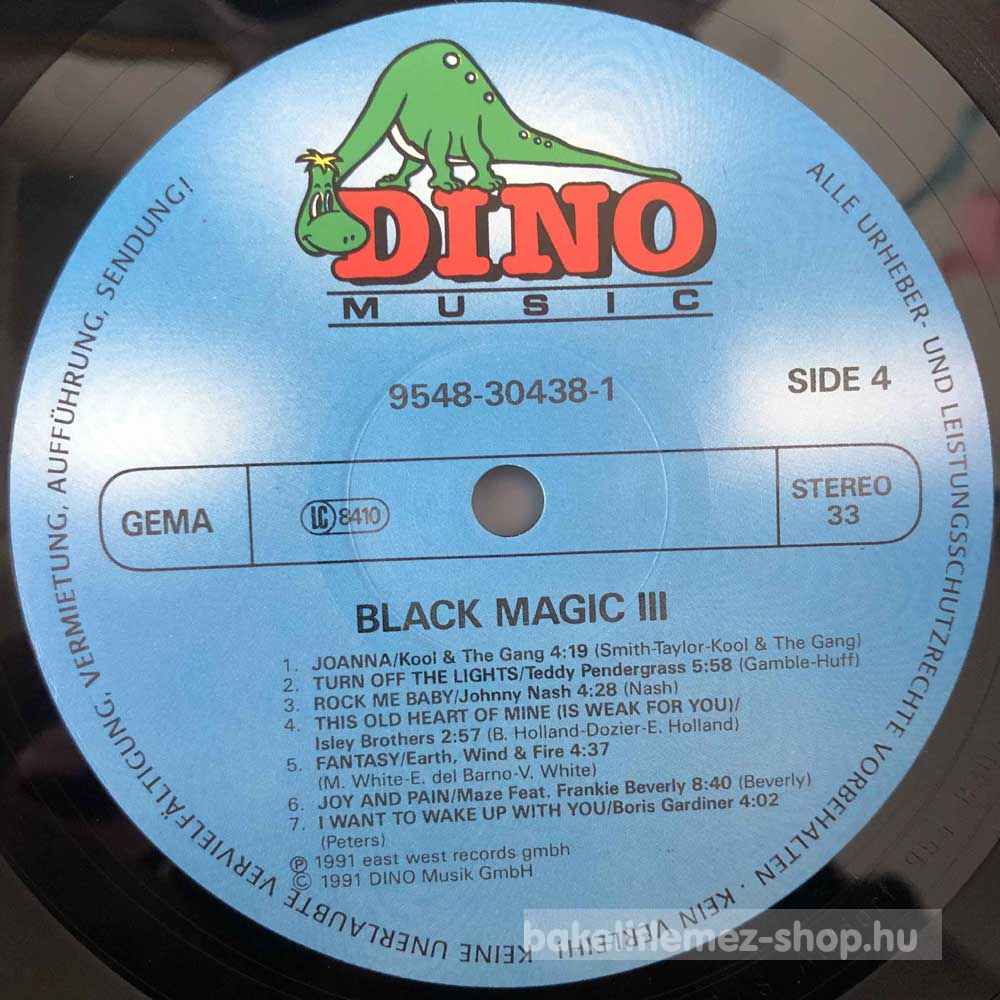 DINO
MUSIC
9548-30438-1
SIDE 4
GEMA
LC 8410
STEREO
33
BLACK MAGIC III
1. JOANNA/Kool & The Gang 4:19 (Smith-Taylor-Kool & The Gang)
2. TURN OFF THE LIGHTS/Teddy Pendergrass 5:58 (Gamble-Huff)
3. ROCK ME BABY/Johnny Nash 4:28 (Nash)
4. THIS OLD HEART OF MINE (IS WEAK FOR YOU)/
Isley Brothers 2:57 (B. Holland-Dozier-E. Holland)
5. FANTASY/Earth, Wind & Fire 4:37
(M. White-E. del Barno-V. White)
6. JOY AND PAIN/Maze Feat. Frankie Beverly 8:40 (Beverly)
7. I WANT TO WAKE UP WITH YOU/Boris Gardiner 4:02
(Peters)
℗ 1991 east west records gmbh
© 1991 DINO Musik GmbH
ALLE URHEBER- UND LEISTUNGSSCHUTZRECHTE VORBEHALTEN · KEIN VERLEIH! KEINE UNERLAUBTE VERVIELFÄLTIGUNG, VERMIETUNG, AUFFÜHRUNG, SENDUNG!
bakelitlemez-shop.hu